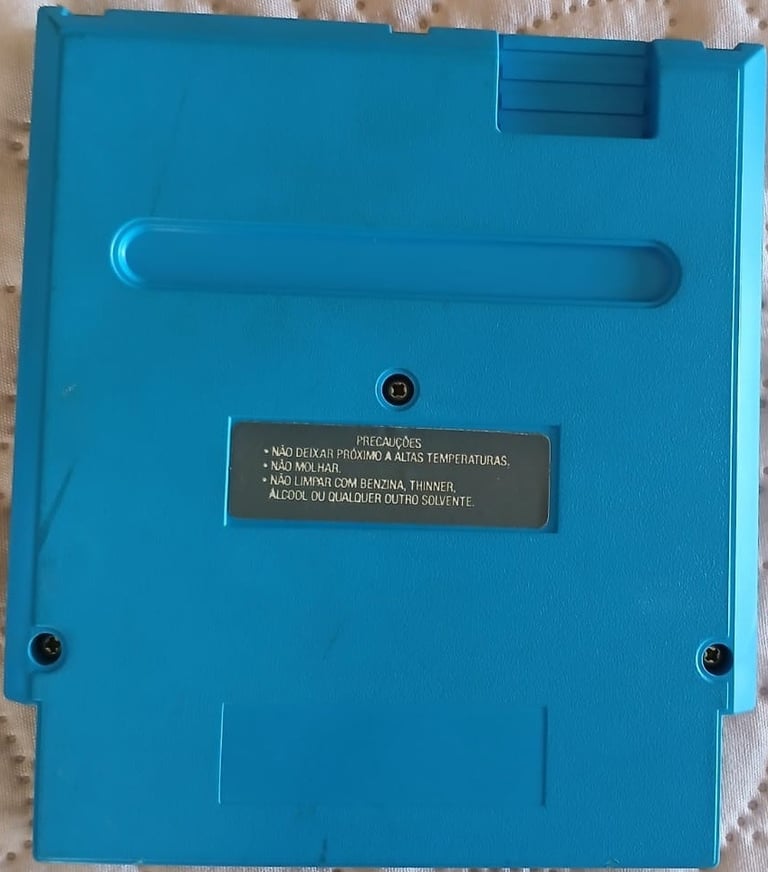 PRECAUÇÕES
• NÃO DEIXAR PRÓXIMO A ALTAS TEMPERATURAS.
• NÃO MOLHAR.
• NÃO LIMPAR COM BENZINA, THINNER,
ÁLCOOL OU QUALQUER OUTRO SOLVENTE.